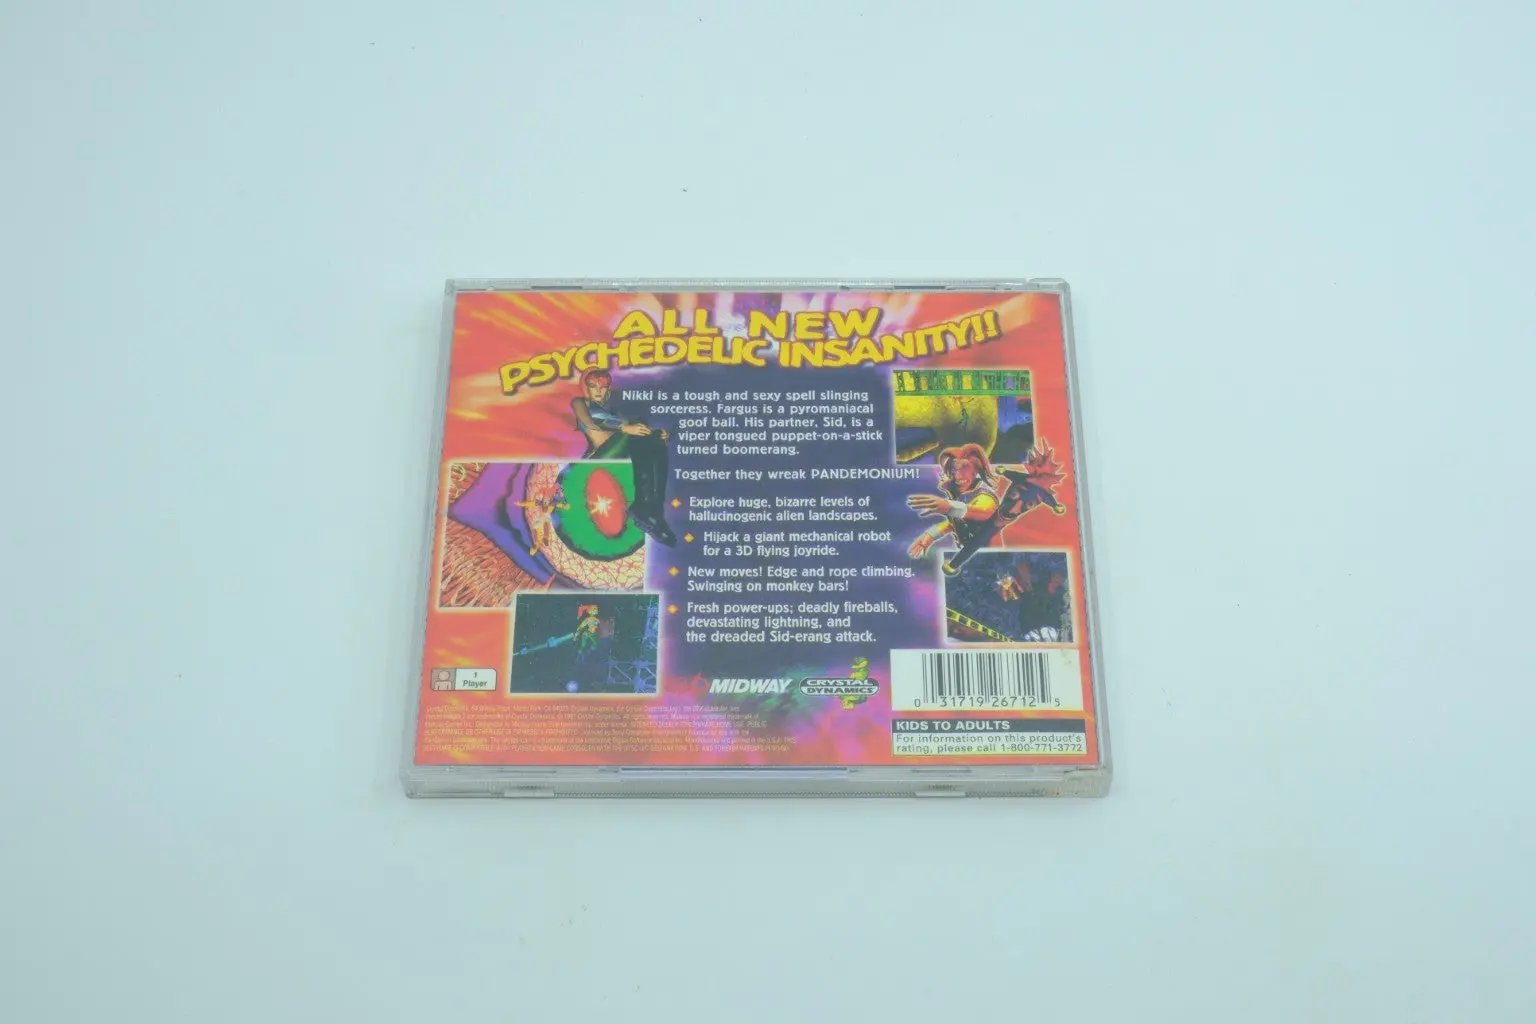 ALL NEW
PSYCHEDELIC INSANITY!!
Nikki is a tough and sexy spell slinging
sorceress. Fargus is a pyromaniacal
goof ball. His partner, Sid, is a
viper tongued puppet-on-a-stick
turned boomerang.
Together they wreak PANDEMONIUM!
Explore huge, bizarre levels of
hallucinogenic alien landscapes.
Hijack a giant mechanical robot
for a 3D flying joyride.
New moves! Edge and rope climbing.
Swinging on monkey bars!
Fresh power-ups; deadly fireballs,
devastating lightning, and
the dreaded Sid-erang attack.
1
Player
MIDWAY
CRYSTAL
DYNAMICS
0 31719 26712 5
KIDS TO ADULTS
For information on this product's
rating, please call 1-800-771-3772